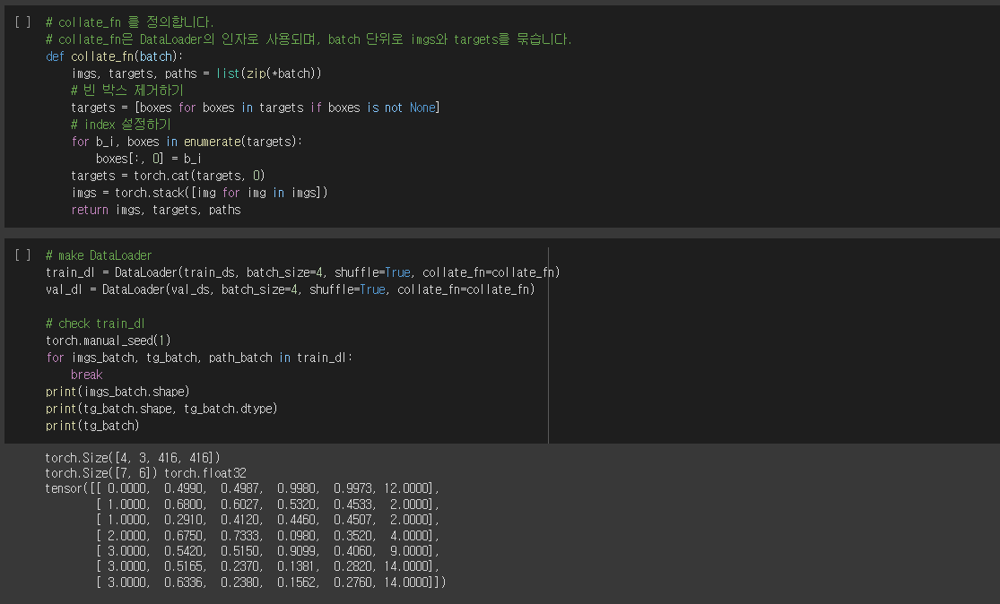 [ ] # collate_fn 를 정의합니다.
# collate_fn은 DataLoader의 인자로 사용되며, batch 단위로 imgs와 targets를 묶습니다.
def collate_fn(batch):
imgs, targets, paths = list(zip(*batch))
# 빈 박스 제거하기
targets = [boxes for boxes in targets if boxes is not None]
# index 설정하기
for b_i, boxes in enumerate(targets):
boxes[:, 0] = b_i
targets = torch.cat(targets, 0)
imgs = torch.stack([img for img in imgs])
return imgs, targets, paths
[ ] # make DataLoader
train_dl = DataLoader(train_ds, batch_size=4, shuffle=True, collate_fn=collate_fn)
val_dl = DataLoader(val_ds, batch_size=4, shuffle=True, collate_fn=collate_fn)
# check train_dl
torch.manual_seed(1)
for imgs_batch, tg_batch, path_batch in train_dl:
break
print(imgs_batch.shape)
print(tg_batch.shape, tg_batch.dtype)
print(tg_batch)
torch.Size([4, 3, 416, 416])
torch.Size([7, 6]) torch.float32
tensor([[ 0.0000, 0.4990, 0.4987, 0.9980, 0.9973, 12.0000],
[ 1.0000, 0.6800, 0.6027, 0.5320, 0.4533, 2.0000],
[ 1.0000, 0.2910, 0.4120, 0.4460, 0.4507, 2.0000],
[ 2.0000, 0.6750, 0.7333, 0.0980, 0.3520, 4.0000],
[ 3.0000, 0.5420, 0.5150, 0.9099, 0.4060, 9.0000],
[ 3.0000, 0.5165, 0.2370, 0.1381, 0.2820, 14.0000],
[ 3.0000, 0.6336, 0.2380, 0.1562, 0.2760, 14.0000]])